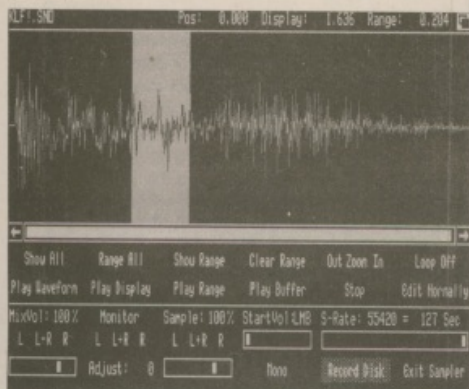 KLF!.SND Pos: 0.000 Display: 1.636 Range: 0.204
Show All Range All Show Range Clear Range Out Zoom In Loop Off
Play Waveform Play Display Play Range Play Buffer Stop Edit Normally
MaxVol: 100% Monitor Sample: 100% StartVol:LMB S-Rate: 55420 = 127 Sec
L L+R R L L+R R L L+R R
Adjust: 0 Mono Record Disk Exit Sampler